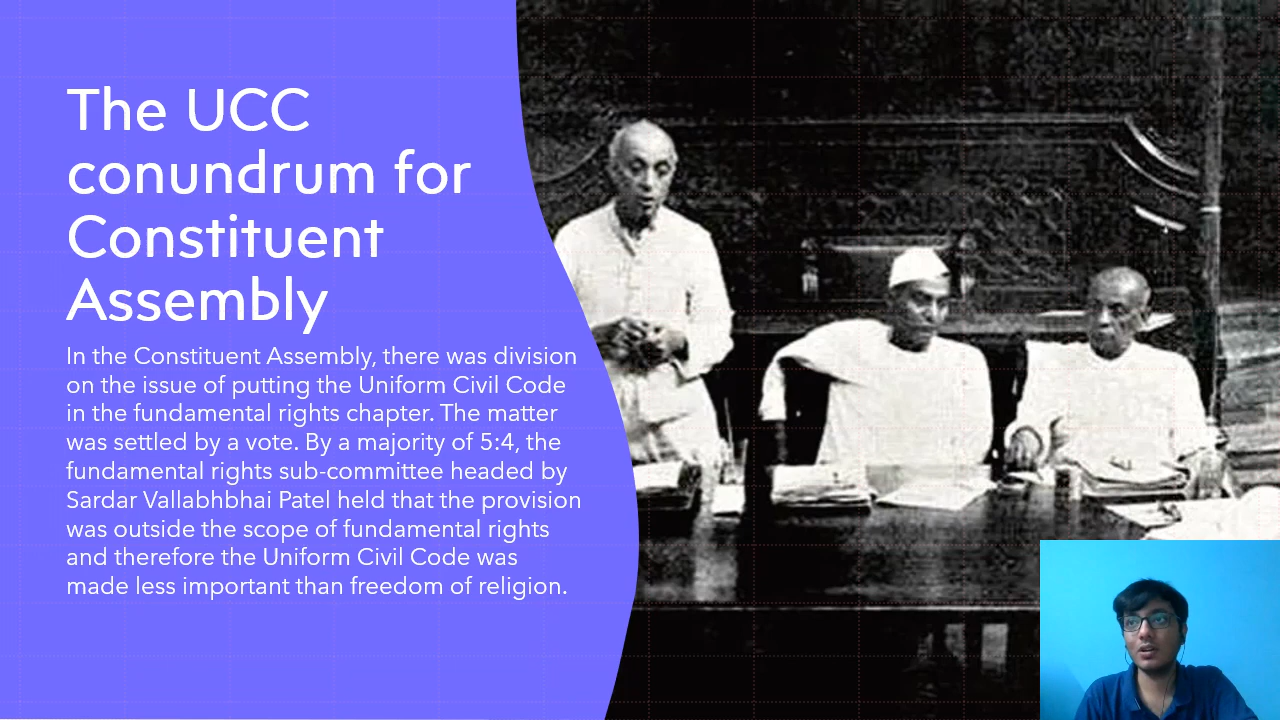 The UCC
conundrum for
Constituent
Assembly
In the Constituent Assembly, there was division
on the issue of putting the Uniform Civil Code
in the fundamental rights chapter. The matter
was settled by a vote. By a majority of 5:4, the
fundamental rights sub-committee headed by
Sardar Vallabhbhai Patel held that the provision
was outside the scope of fundamental rights
and therefore the Uniform Civil Code was
made less important than freedom of religion.